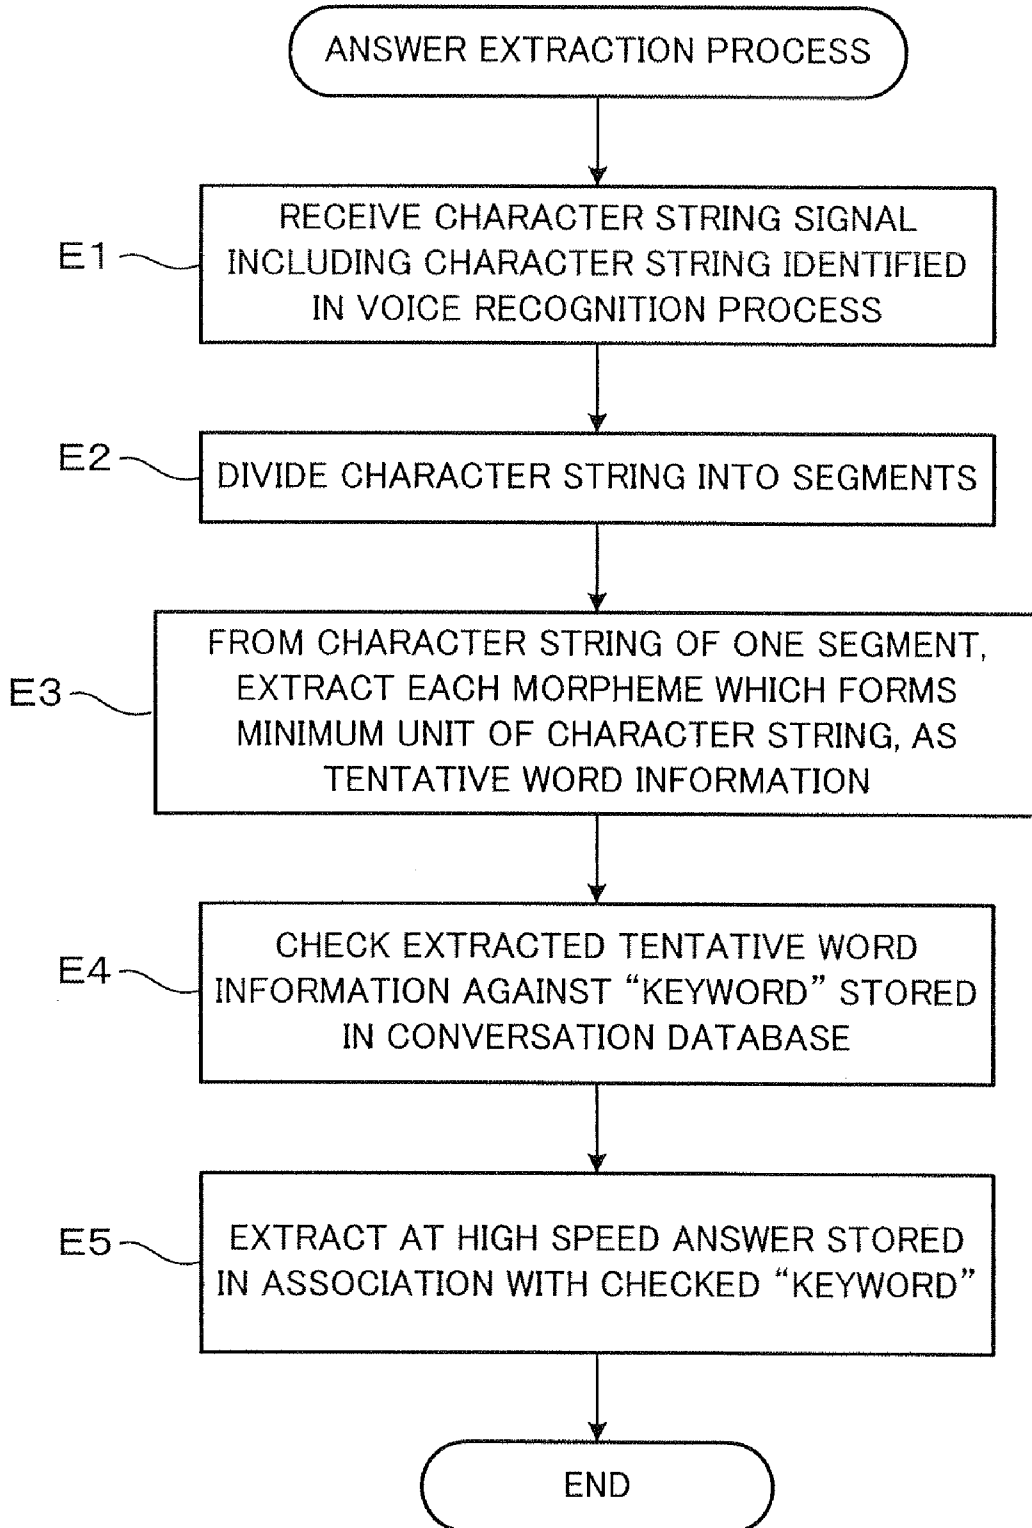 ANSWER EXTRACTION PROCESS
E1
RECEIVE CHARACTER STRING SIGNAL
INCLUDING CHARACTER STRING IDENTIFIED
IN VOICE RECOGNITION PROCESS
E2
DIVIDE CHARACTER STRING INTO SEGMENTS
E3
FROM CHARACTER STRING OF ONE SEGMENT,
EXTRACT EACH MORPHEME WHICH FORMS
MINIMUM UNIT OF CHARACTER STRING, AS
TENTATIVE WORD INFORMATION
E4
CHECK EXTRACTED TENTATIVE WORD
INFORMATION AGAINST “KEYWORD” STORED
IN CONVERSATION DATABASE
E5
EXTRACT AT HIGH SPEED ANSWER STORED
IN ASSOCIATION WITH CHECKED “KEYWORD”
END